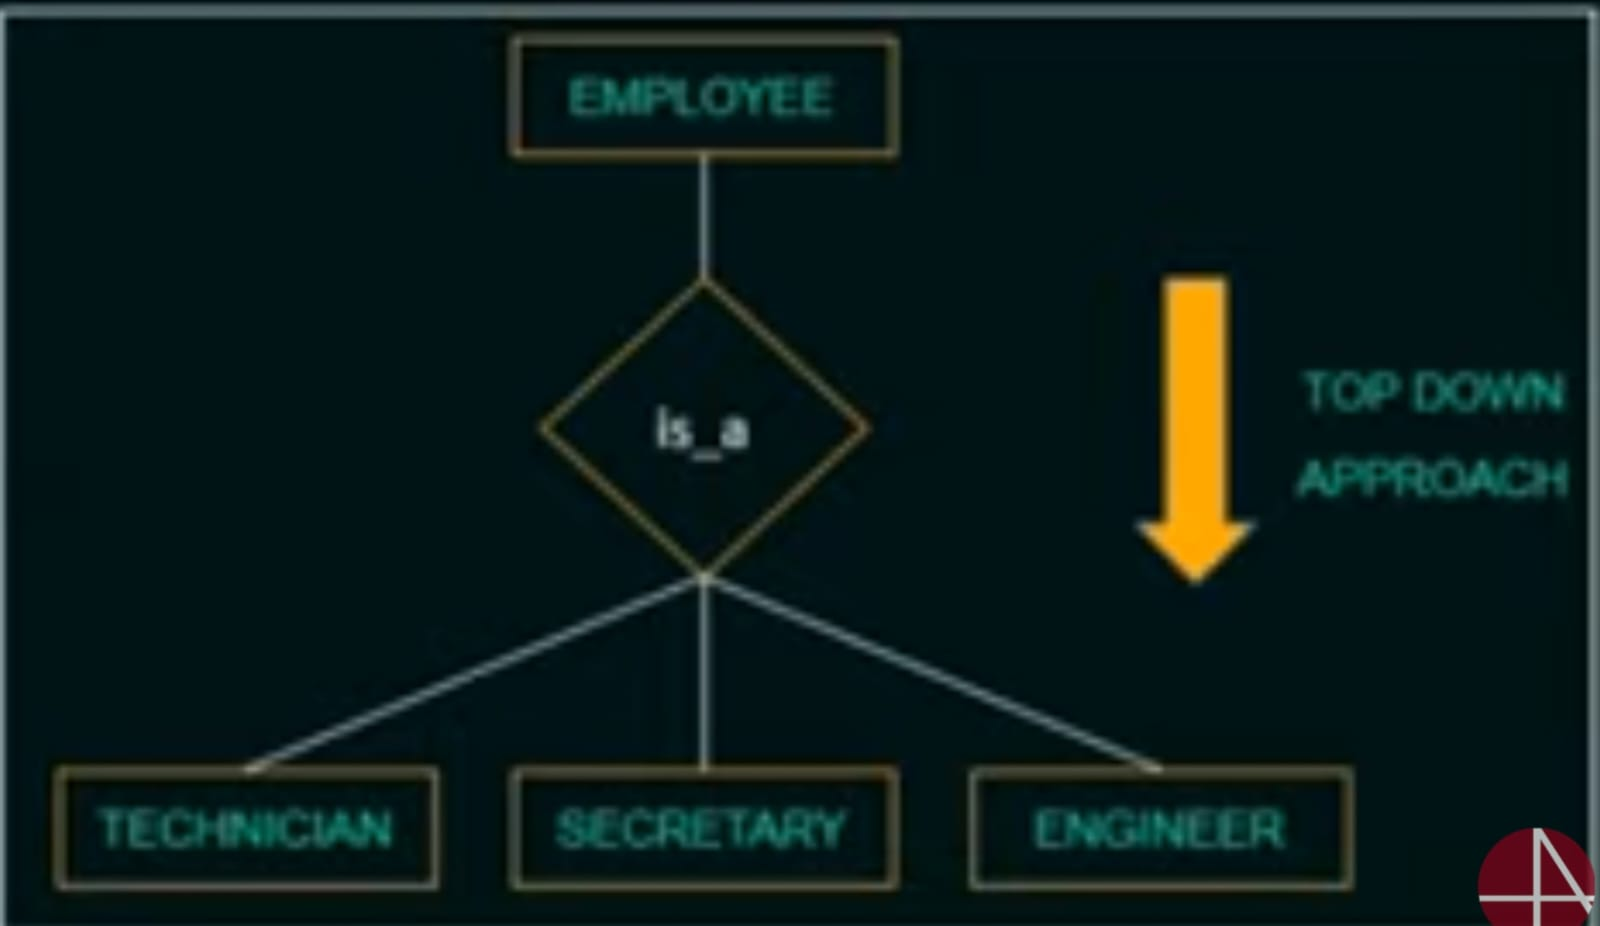 EMPLOYEE
is_a
TOP DOWN
APPROACH
TECHNICIAN
SECRETARY
ENGINEER